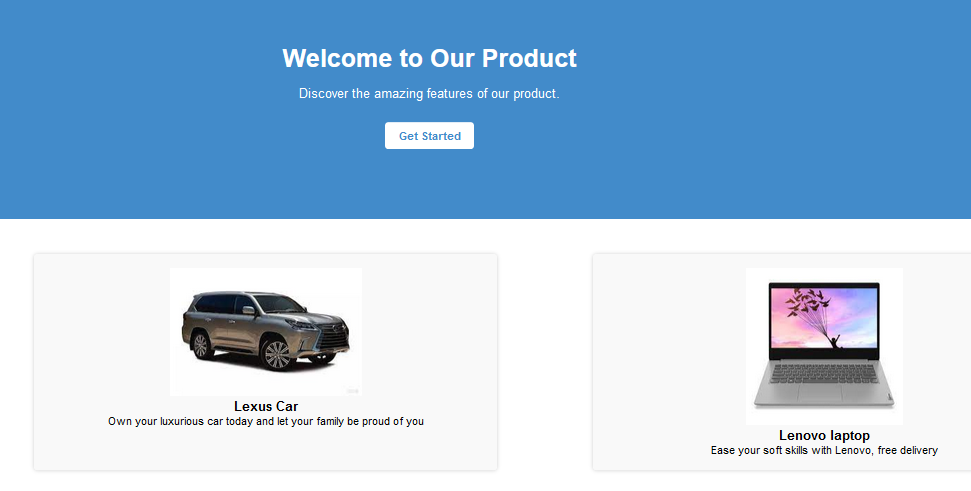 Welcome to Our Product
Discover the amazing features of our product.
Get Started
Lexus Car
Own your luxurious car today and let your family be proud of you
Lenovo laptop
Ease your soft skills with Lenovo, free delivery